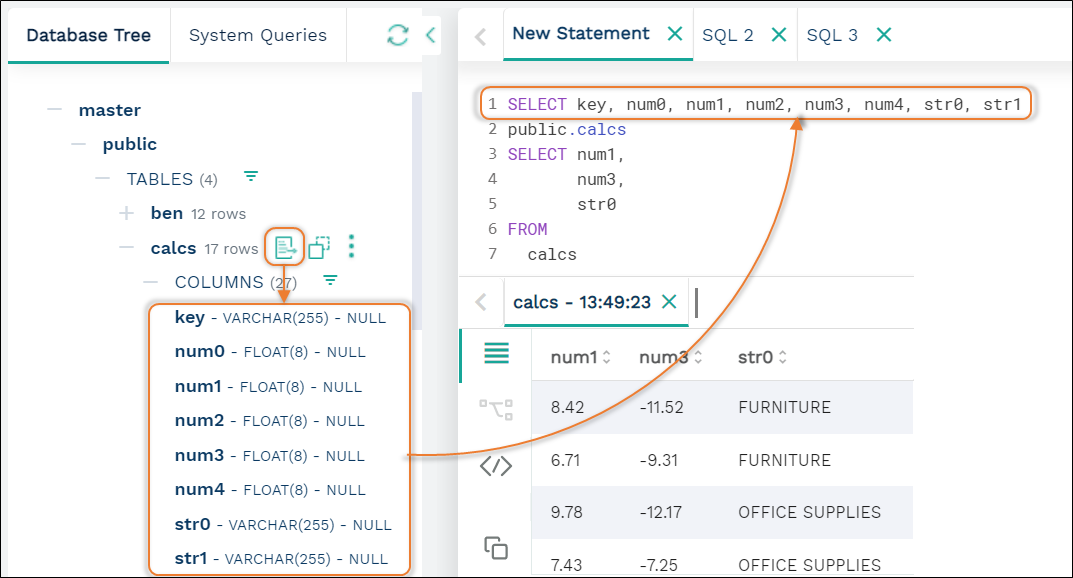 Database Tree
System Queries
master
public
TABLES (4)
ben 12 rows
calcs 17 rows
COLUMNS (27)
key - VARCHAR(255) - NULL
num0 - FLOAT(8) - NULL
num1 - FLOAT(8) - NULL
num2 - FLOAT(8) - NULL
num3 - FLOAT(8) - NULL
num4 - FLOAT(8) - NULL
str0 - VARCHAR(255) - NULL
str1 - VARCHAR(255) - NULL
New Statement
SQL 2
SQL 3
1 SELECT key, num0, num1, num2, num3, num4, str0, str1
2 public.calcs
3 SELECT num1,
4 num3,
5 str0
6 FROM
7 calcs
calcs - 13:49:23
num1 num3 str0
8.42 -11.52 FURNITURE
6.71 -9.31 FURNITURE
9.78 -12.17 OFFICE SUPPLIES
7.43 -7.25 OFFICE SUPPLIES